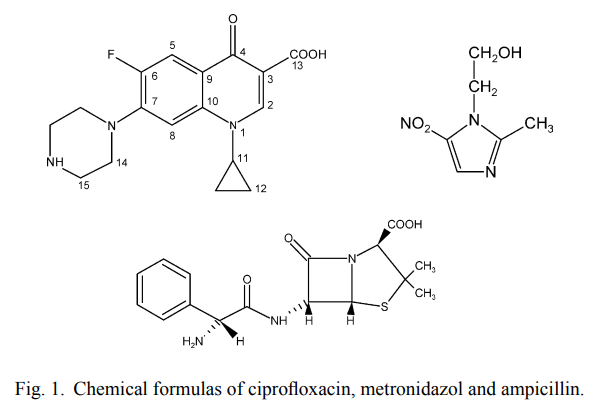 O
F
5
4
COOH
13
6
9
3
7
10
2
N
8
N
1
NH
14
15
11
12
CH2OH
CH2
NO2
N
CH3
N
O
COOH
N
O
CH3
CH3
NH
H
H
S
H2N
H
Fig. 1. Chemical formulas of ciprofloxacin, metronidazol and ampicillin.